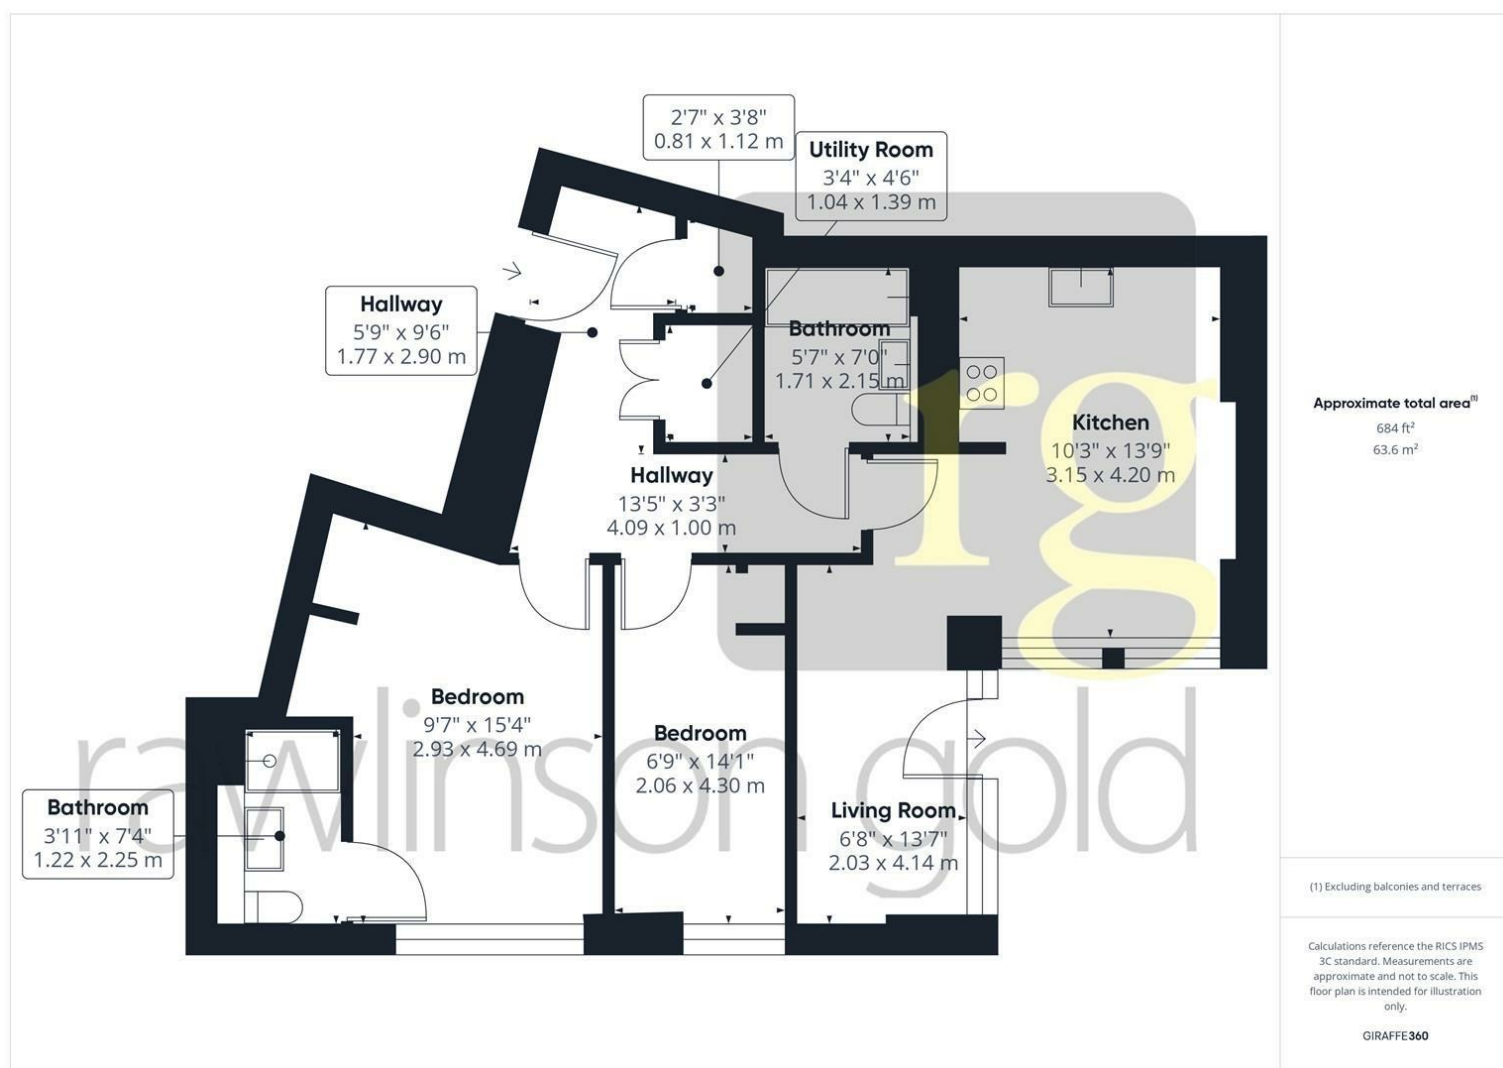 2'7" x 3'8"
0.81 x 1.12 m
Utility Room
3'4" x 4'6"
1.04 x 1.39 m
Hallway
5'9" x 9'6"
1.77 x 2.90 m
Bathroom
5'7" x 7'0"
1.71 x 2.15 m
Kitchen
10'3" x 13'9"
3.15 x 4.20 m
Hallway
13'5" x 3'3"
4.09 x 1.00 m
rg
Bedroom
9'7" x 15'4"
2.93 x 4.69 m
Bedroom
6'9" x 14'1"
2.06 x 4.30 m
Living Room
6'8" x 13'7"
2.03 x 4.14 m
Bathroom
3'11" x 7'4"
1.22 x 2.25 m
rawlinson gold
Approximate total area(1)
684 ft²
63.6 m²
(1) Excluding balconies and terraces
Calculations reference the RICS IPMS
3C standard. Measurements are
approximate and not to scale. This
floor plan is intended for illustration
only.
GIRAFFE360